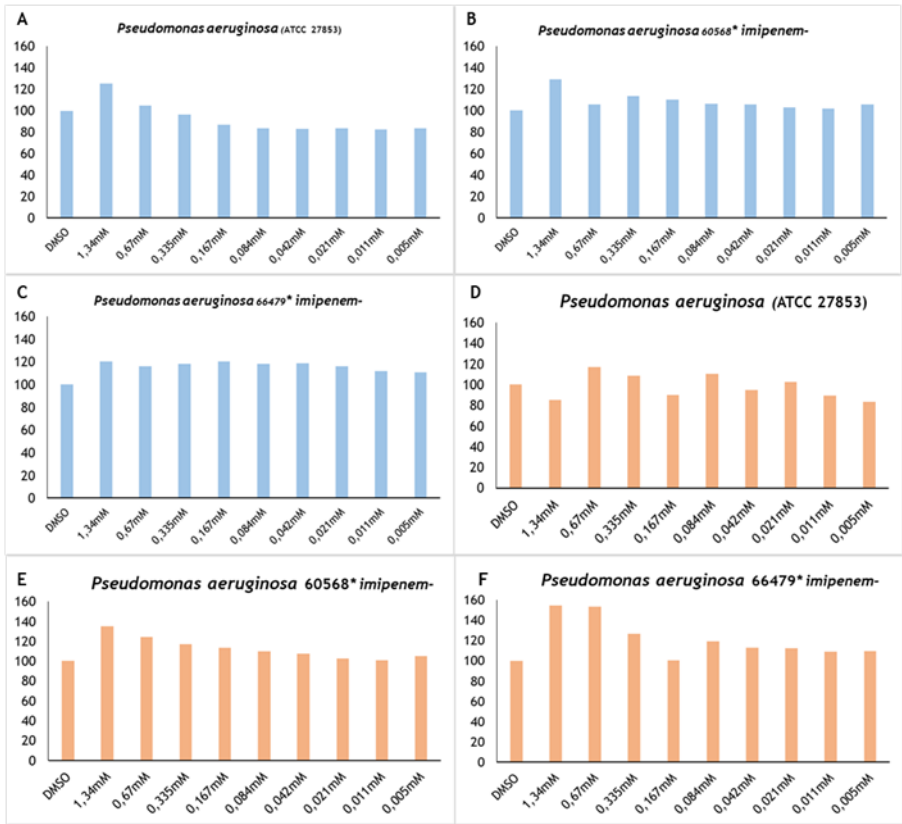 A
Pseudomonas aeruginosa (ATCC 27853)
160
140
120
100
80
60
40
20
0
DMSO
1,34mM
0,67mM
0,335mM
0,167mM
0,084mM
0,042mM
0,021mM
0,011mM
0,005mM
B
Pseudomonas aeruginosa 60568* imipenem-
160
140
120
100
80
60
40
20
0
DMSO
1,34mM
0,67mM
0,335mM
0,167mM
0,084mM
0,042mM
0,021mM
0,011mM
0,005mM
C
Pseudomonas aeruginosa 66479* imipenem-
160
140
120
100
80
60
40
20
0
DMSO
1,34mM
0,67mM
0,335mM
0,167mM
0,084mM
0,042mM
0,021mM
0,011mM
0,005mM
D
Pseudomonas aeruginosa (ATCC 27853)
160
140
120
100
80
60
40
20
0
DMSO
1,34mM
0,67mM
0,335mM
0,167mM
0,084mM
0,042mM
0,021mM
0,011mM
0,005mM
E
Pseudomonas aeruginosa 60568* imipenem-
160
140
120
100
80
60
40
20
0
DMSO
1,34mM
0,67mM
0,335mM
0,167mM
0,084mM
0,042mM
0,021mM
0,011mM
0,005mM
F
Pseudomonas aeruginosa 66479* imipenem-
160
140
120
100
80
60
40
20
0
DMSO
1,34mM
0,67mM
0,335mM
0,167mM
0,084mM
0,042mM
0,021mM
0,011mM
0,005mM